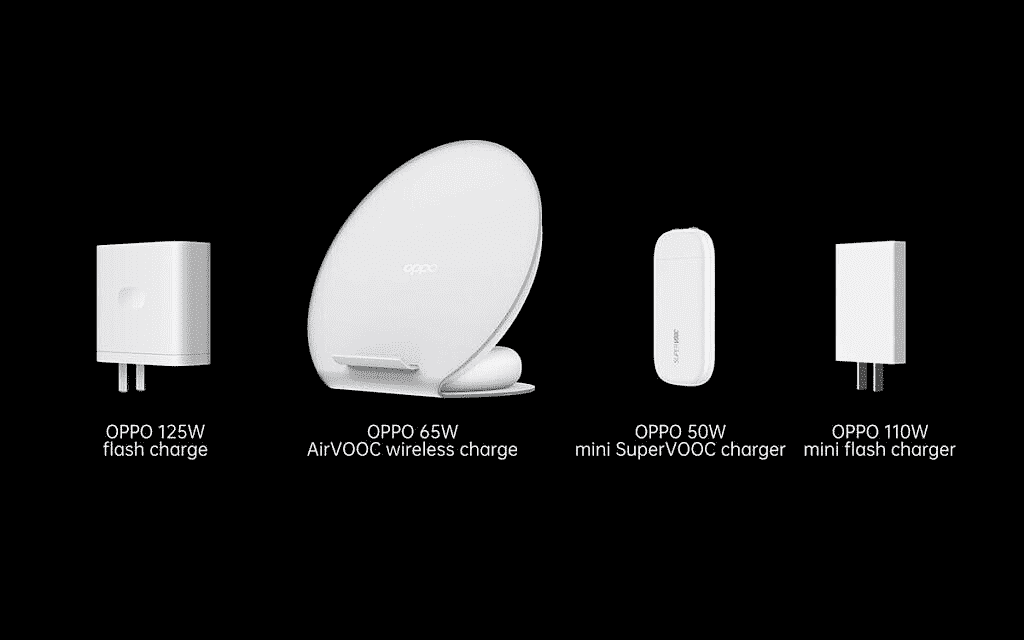 oppo
SUPERVOOC
OPPO 125W
flash charge
OPPO 65W
AirVOOC wireless charge
OPPO 50W
mini SuperVOOC charger
OPPO 110W
mini flash charger